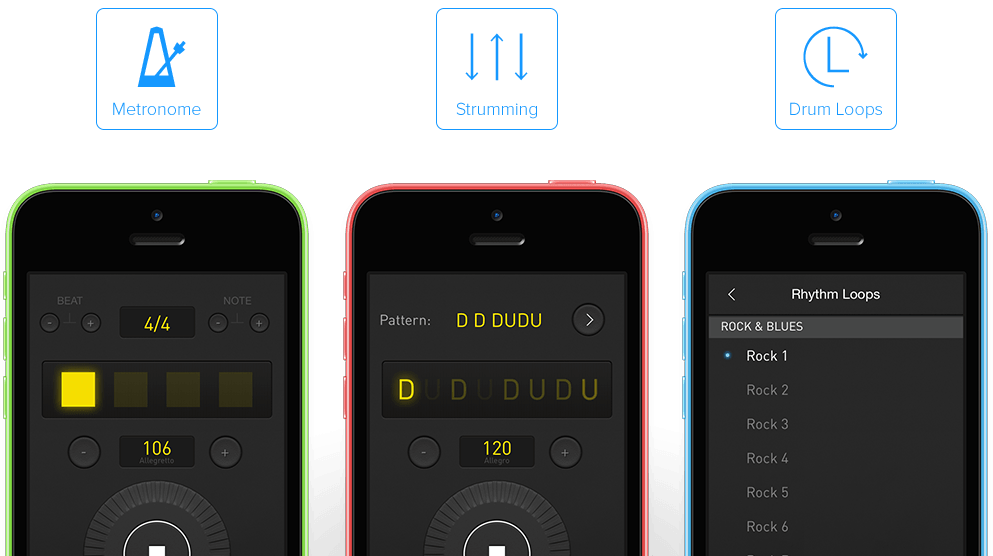 Metronome
Strumming
Drum Loops
BEAT
NOTE
- +
4/4
- +
106
Allegretto
- +
Pattern: D D DUDU
D U D U D U D U
120
Allegro
- +
Rhythm Loops
ROCK & BLUES
Rock 1
Rock 2
Rock 3
Rock 4
Rock 5
Rock 6